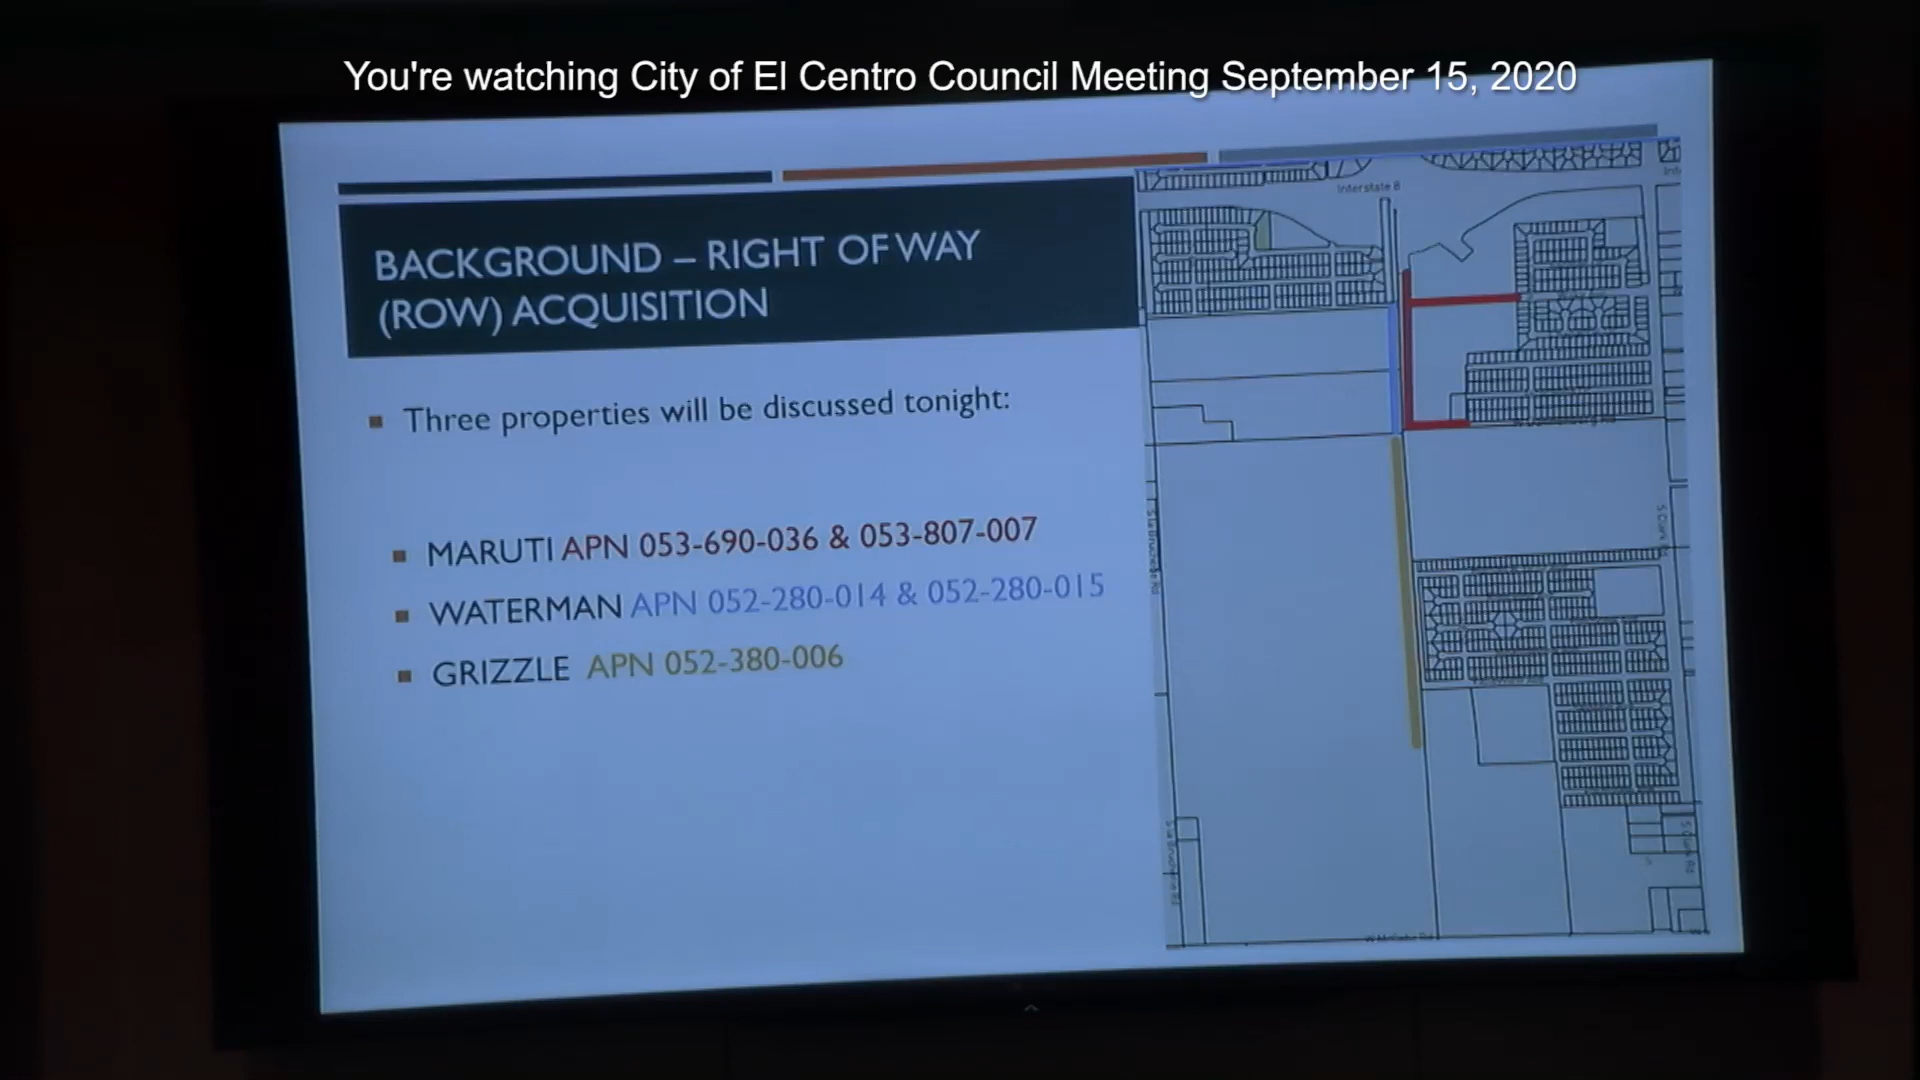 You're watching City of El Centro Council Meeting September 15, 2020
BACKGROUND – RIGHT OF WAY
(ROW) ACQUISITION
Three properties will be discussed tonight:
MARUTI APN 053-690-036 & 053-807-007
WATERMAN APN 052-280-014 & 052-280-015
GRIZZLE APN 052-380-006
Interstate 8
S Clark Rd